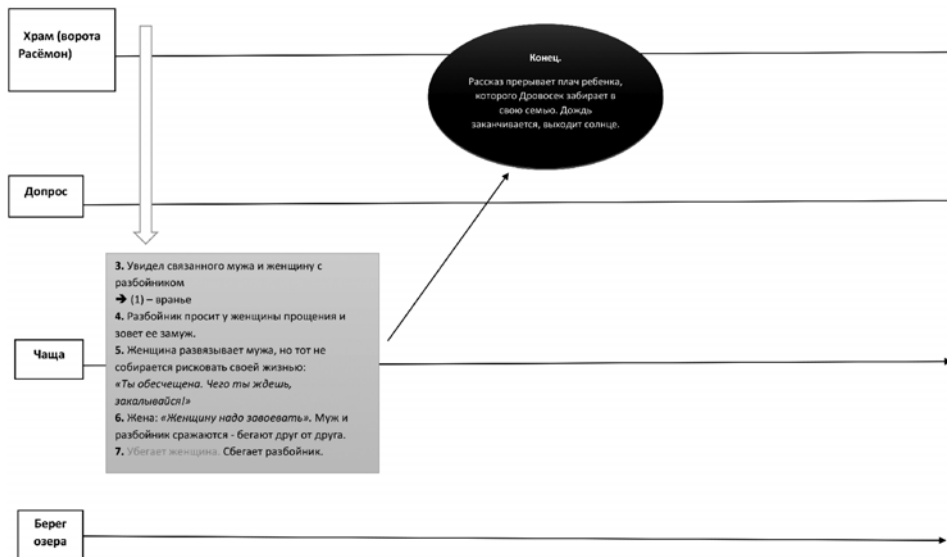 Храм (ворота
Расёмон)
Конец.
Рассказ прерывает плач ребенка,
которого Дровосек забирает в
свою семью. Дождь
заканчивается, выходит солнце.
Допрос
3. Увидел связанного мужа и женщину с
разбойником
➔ (1) – вранье
4. Разбойник просит у женщины прощения и
зовет ее замуж.
5. Женщина развязывает мужа, но тот не
собирается рисковать своей жизнью:
«Ты обесчещена. Чего ты ждешь,
закалывайся!»
6. Жена: «Женщину надо завоевать». Муж и
разбойник сражаются - бегают друг от друга.
7. Убегает женщина. Сбегает разбойник.
Чаща
Берег
озера